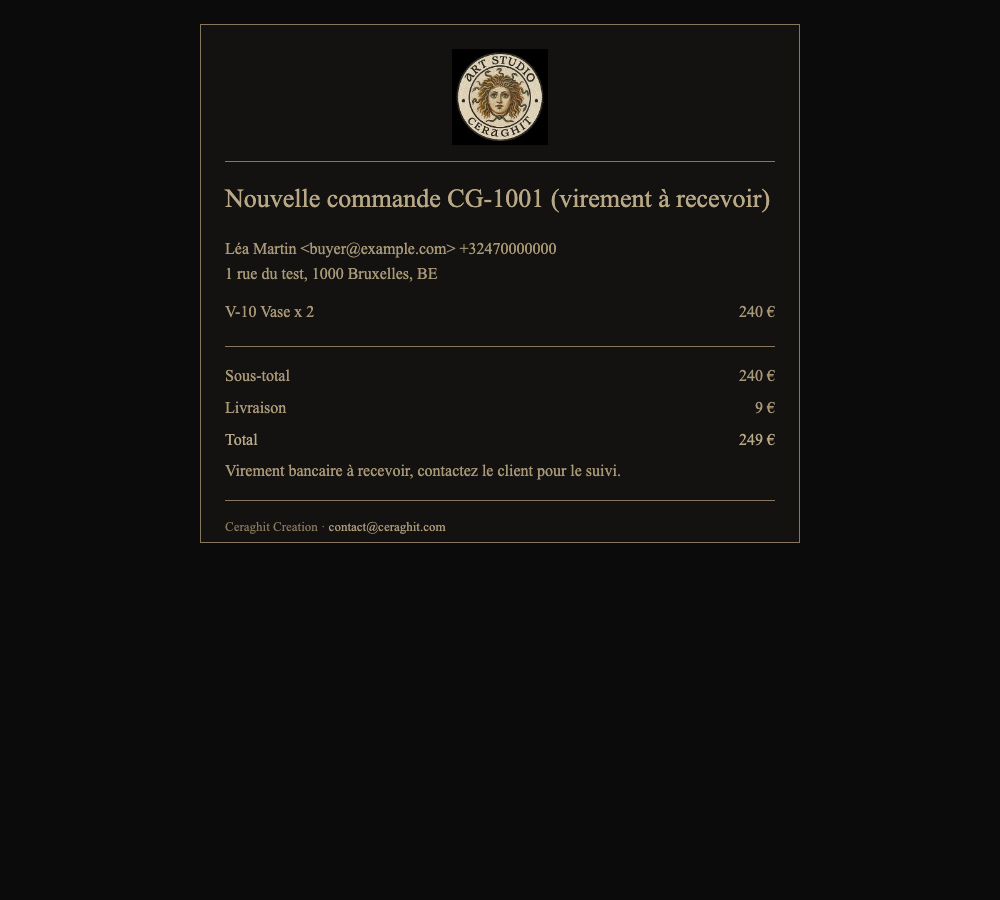 ART STUDIO
CERAGHIT
Nouvelle commande CG-1001 (virement à recevoir)
Léa Martin <buyer@example.com> +32470000000
1 rue du test, 1000 Bruxelles, BE
V-10 Vase x 2 240 €
Sous-total 240 €
Livraison 9 €
Total 249 €
Virement bancaire à recevoir, contactez le client pour le suivi.
Ceraghit Creation · contact@ceraghit.com